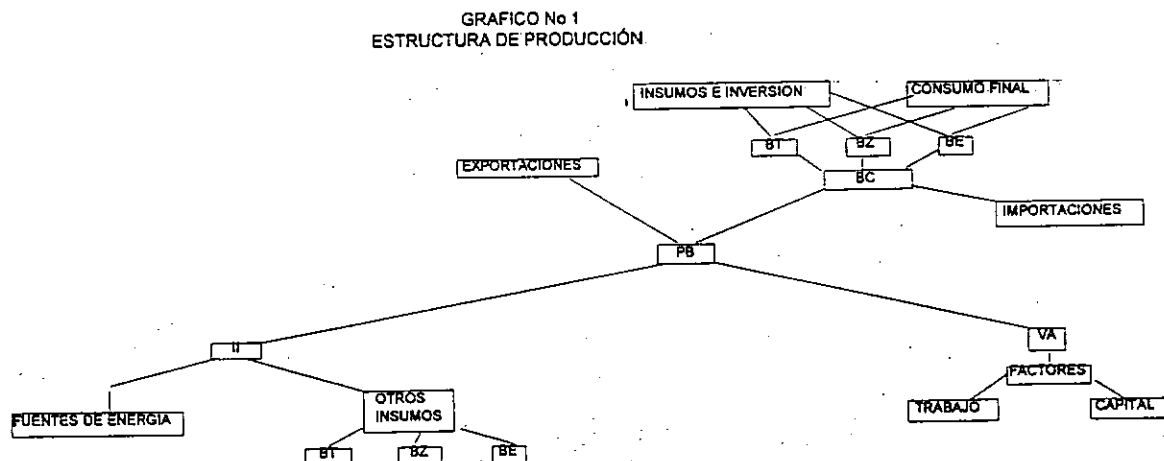 GRAFICO No 1
ESTRUCTURA DE PRODUCCIÓN
INSUMOS E INVERSION
CONSUMO FINAL
BT
BZ
BE
EXPORTACIONES
BC
IMPORTACIONES
PB
II
VA
FACTORES
FUENTES DE ENERGIA
OTROS
INSUMOS
TRABAJO
CAPITAL
BT
BZ
BE